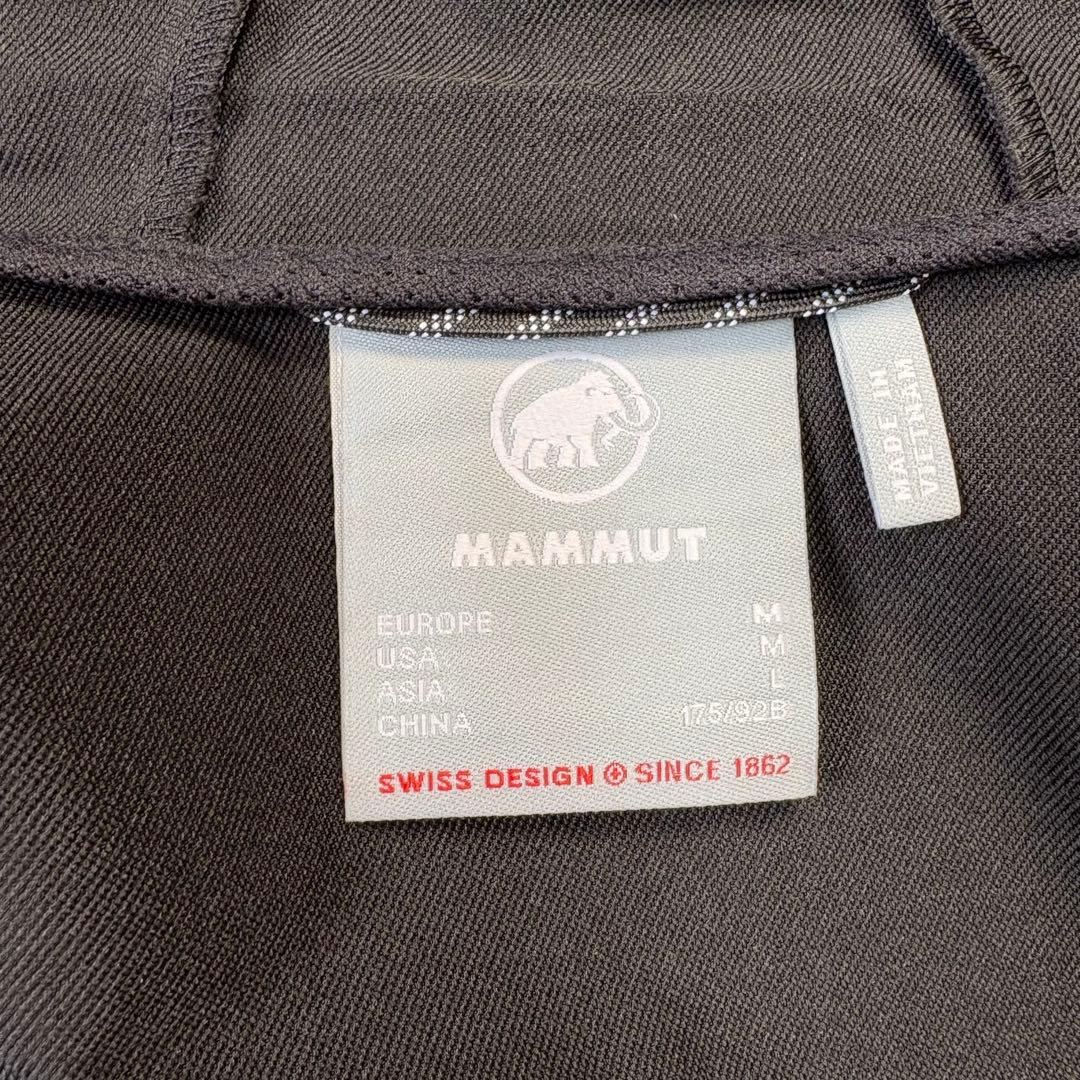 MAMMUT
EUROPE M
USA M
ASIA L
CHINA 175/92B
SWISS DESIGN SINCE 1862
MADE IN
VIETNAM